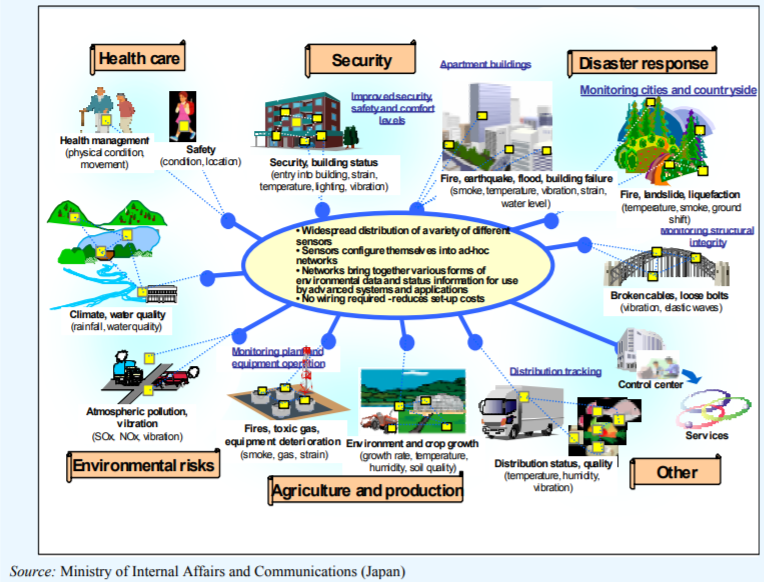 Health care
Security
Disaster response
Apartment buildings
Monitoring cities and countryside
Improved security,
safety and comfort
levels
Health management
(physical condition,
movement)
Safety
(condition, location)
Security, building status
(entry into building, strain,
temperature, lighting, vibration)
Fire, earthquake, flood, building failure
(smoke, temperature, vibration, strain,
water level)
Fire, landslide, liquefaction
(temperature, smoke, ground
shift)
Monitoring structural
integrity
• Widespread distribution of a variety of different
sensors
• Sensors configure themselves into ad-hoc
networks
• Networks bring together various forms of
environmental data and status information for use
by advanced systems and applications
• No wiring required - reduces set-up costs
Broken cables, loose bolts
(vibration, elastic waves)
Climate, water quality
(rainfall, water quality)
Monitoring plant and
equipment operation
Distribution tracking
Control center
Services
Atmospheric pollution,
vibration
(SOx, NOx, vibration)
Fires, toxic gas,
equipment deterioration
(smoke, gas, strain)
Environment and crop growth
(growth rate, temperature,
humidity, soil quality)
Distribution status, quality
(temperature, humidity,
vibration)
Environmental risks
Agriculture and production
Other
Source: Ministry of Internal Affairs and Communications (Japan)